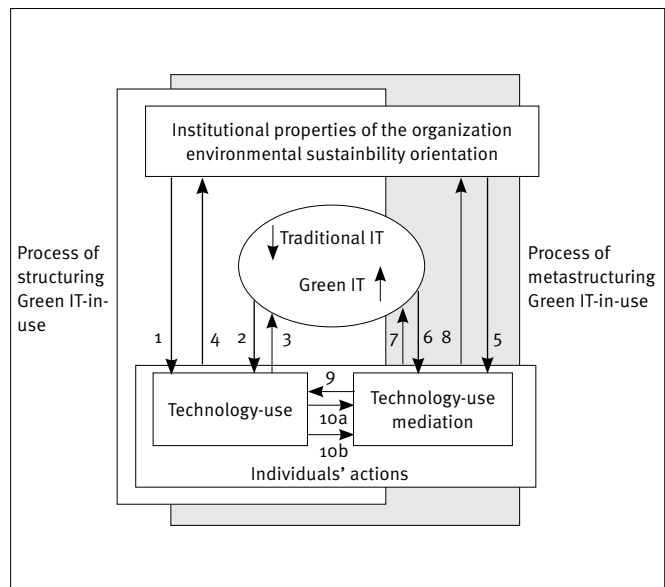 Institutional properties of the organization
environmental sustainbility orientation
Traditional IT
Green IT
Process of
structuring
Green IT-in-
use
Process of
metastructuring
Green IT-in-use
1
4
2
3
7
6
8
5
Technology-use
9
10a
10b
Technology-use
mediation
Individuals’ actions